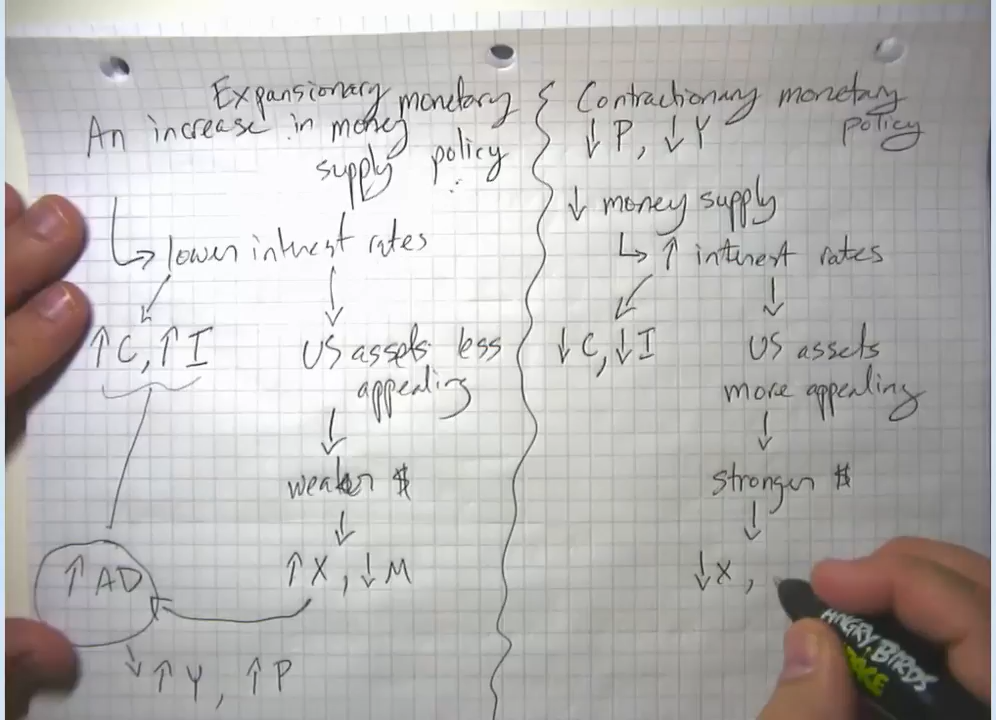 Expansionary monetary
An increase in money
supply policy
↳ lower interest rates
↑ C, ↑ I
US assets less
appealing
↓
weaker $
↓
↑ X, ↓ M
↑ AD
↑ Y, ↑ P
Contractionary monetary
policy
↓ P, ↓ Y
↓ money supply
↳ ↑ interest rates
↓ C, ↓ I
US assets
more appealing
↓
stronger $
↓
↓ X,
ANGRY BIRDS
SPACE